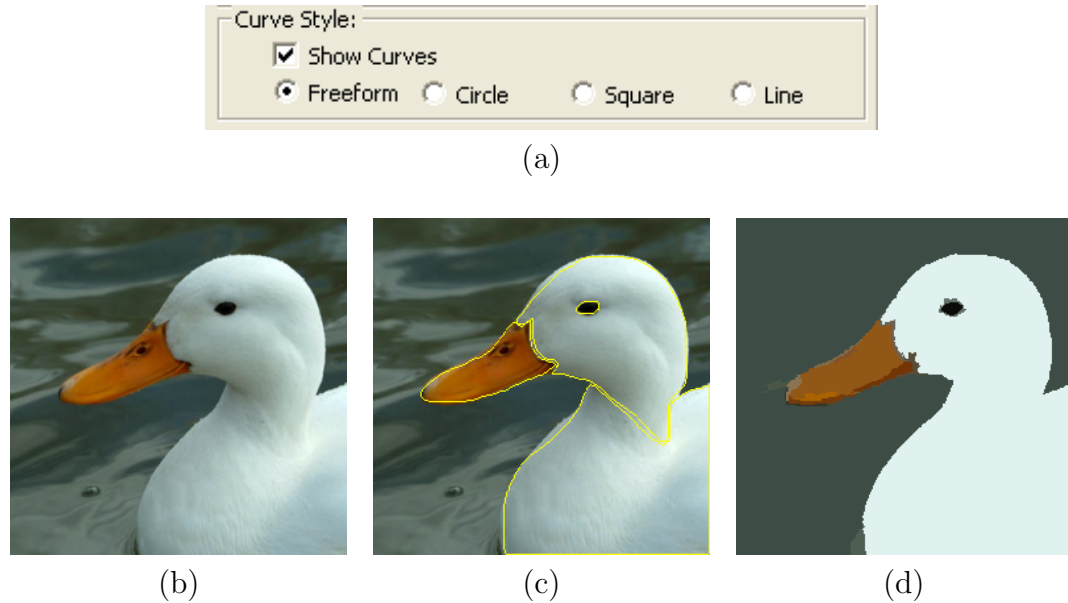 Curve Style:
Show Curves
Freeform Circle Square Line
(a)
(b) (c) (d)